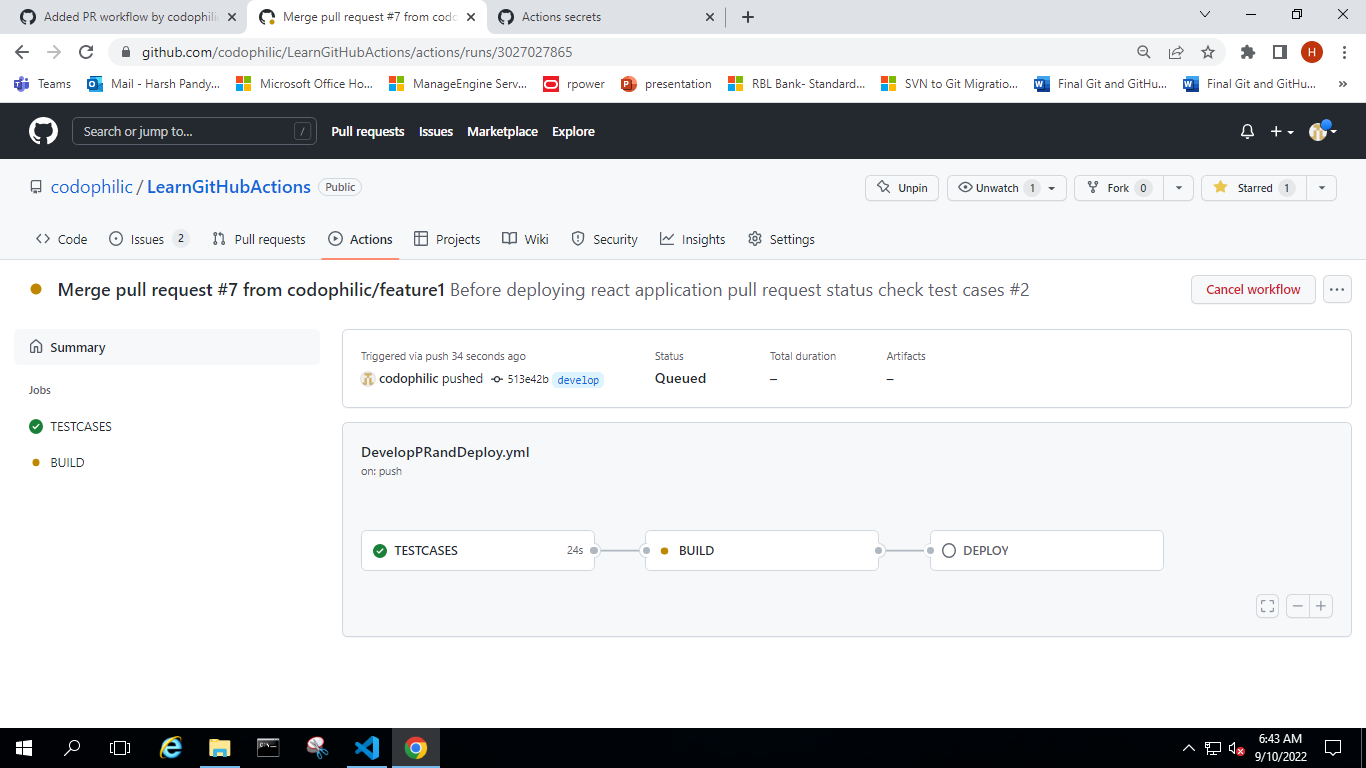 Added PR workflow by codophili
Merge pull request #7 from codo
Actions secrets
github.com/codophilic/LearnGitHubActions/actions/runs/3027027865
H
Teams
Mail - Harsh Pandy...
Microsoft Office Ho...
ManageEngine Serv...
rpower
presentation
RBL Bank- Standard...
SVN to Git Migratio...
Final Git and GitHu...
Final Git and GitHu...
»
Search or jump to...
/
Pull requests
Issues
Marketplace
Explore
codophilic / LearnGitHubActions
Public
Unpin
Unwatch 1
Fork 0
Starred 1
Code
Issues 2
Pull requests
Actions
Projects
Wiki
Security
Insights
Settings
Merge pull request #7 from codophilic/feature1 Before deploying react application pull request status check test cases #2
Cancel workflow
Summary
Jobs
TESTCASES
BUILD
Triggered via push 34 seconds ago
codophilic pushed 513e42b develop
Status
Queued
Total duration
–
Artifacts
–
DevelopPRandDeploy.yml
on: push
TESTCASES 24s
BUILD
DEPLOY
6:43 AM
9/10/2022